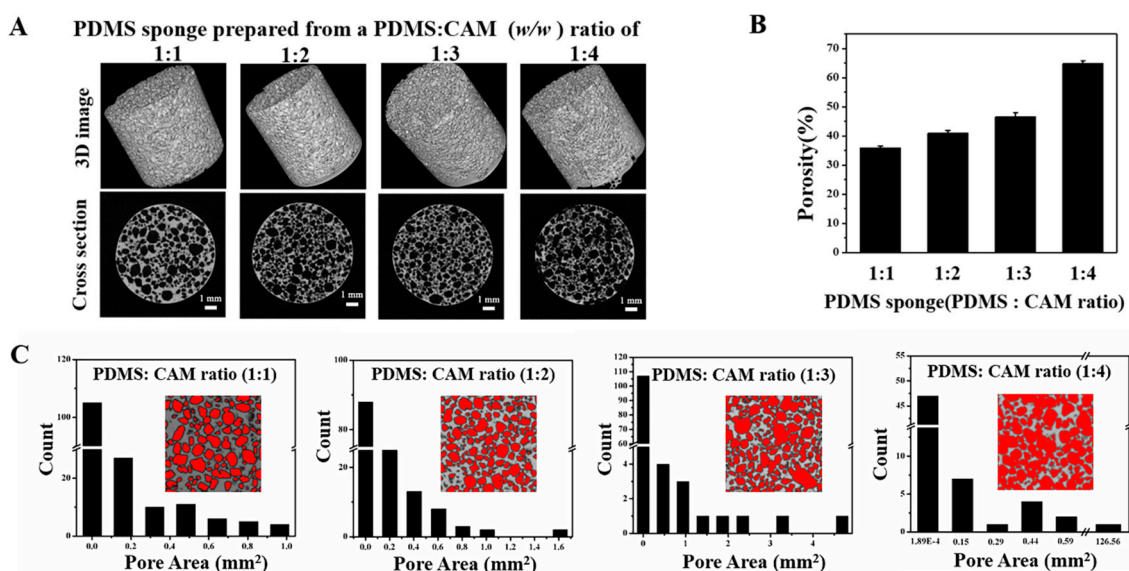 A
PDMS sponge prepared from a PDMS:CAM (w/w) ratio of
1:1 1:2 1:3 1:4
3D image
Cross section
1 mm 1 mm 1 mm 1 mm
B
Porosity(%)
70
60
50
40
30
20
10
0
1:1 1:2 1:3 1:4
PDMS sponge(PDMS : CAM ratio)
C
PDMS: CAM ratio (1:1)
Count
120
100
20
0
0.0 0.2 0.4 0.6 0.8 1.0
Pore Area (mm²)
PDMS: CAM ratio (1:2)
Count
100
80
20
0
0.0 0.2 0.4 0.6 0.8 1.0 1.2 1.4 1.6
Pore Area (mm²)
PDMS: CAM ratio (1:3)
Count
110
100
90
80
70
60
6
4
2
0
0 1 2 3 4
Pore Area (mm²)
PDMS: CAM ratio (1:4)
Count
55
50
45
10
5
0
1.89E-4 0.15 0.29 0.44 0.59 126.56
Pore Area (mm²)